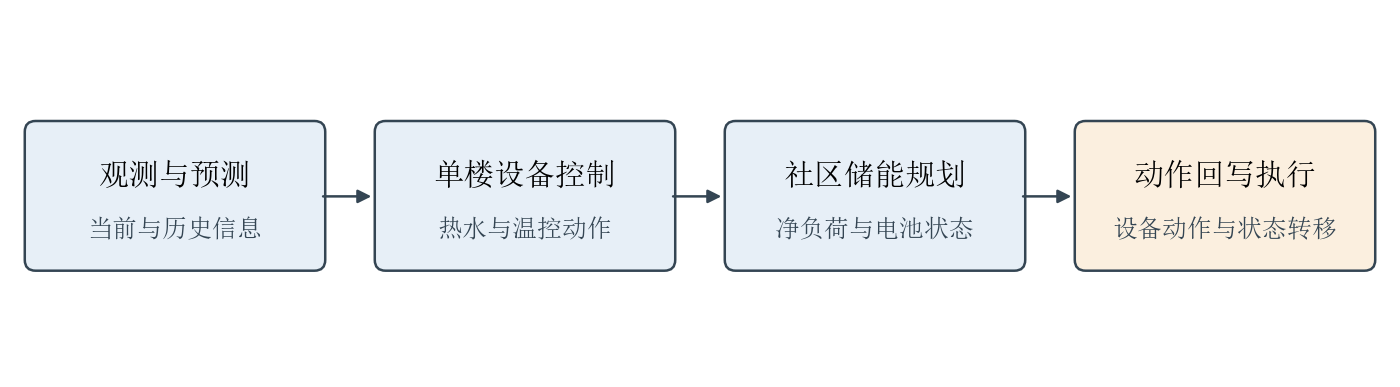 观测与预测
当前与历史信息
单楼设备控制
热水与温控动作
社区储能规划
净负荷与电池状态
动作回写执行
设备动作与状态转移